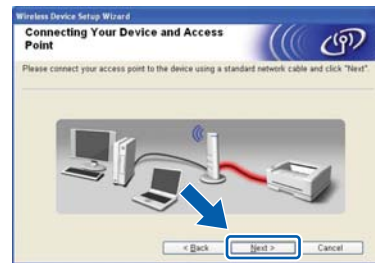 Wireless Device Setup Wizard
Connecting Your Device and Access
Point
Please connect your access point to the device using a standard network cable and click "Next".
< Back
Next >
Cancel